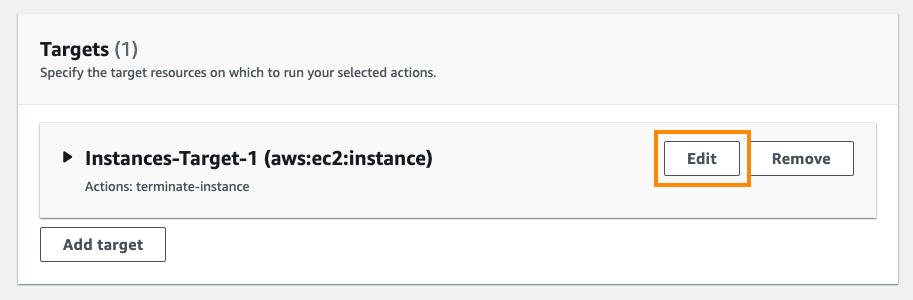 Targets (1)
Specify the target resources on which to run your selected actions.
Instances-Target-1 (aws:ec2:instance)
Edit
Remove
Actions: terminate-instance
Add target